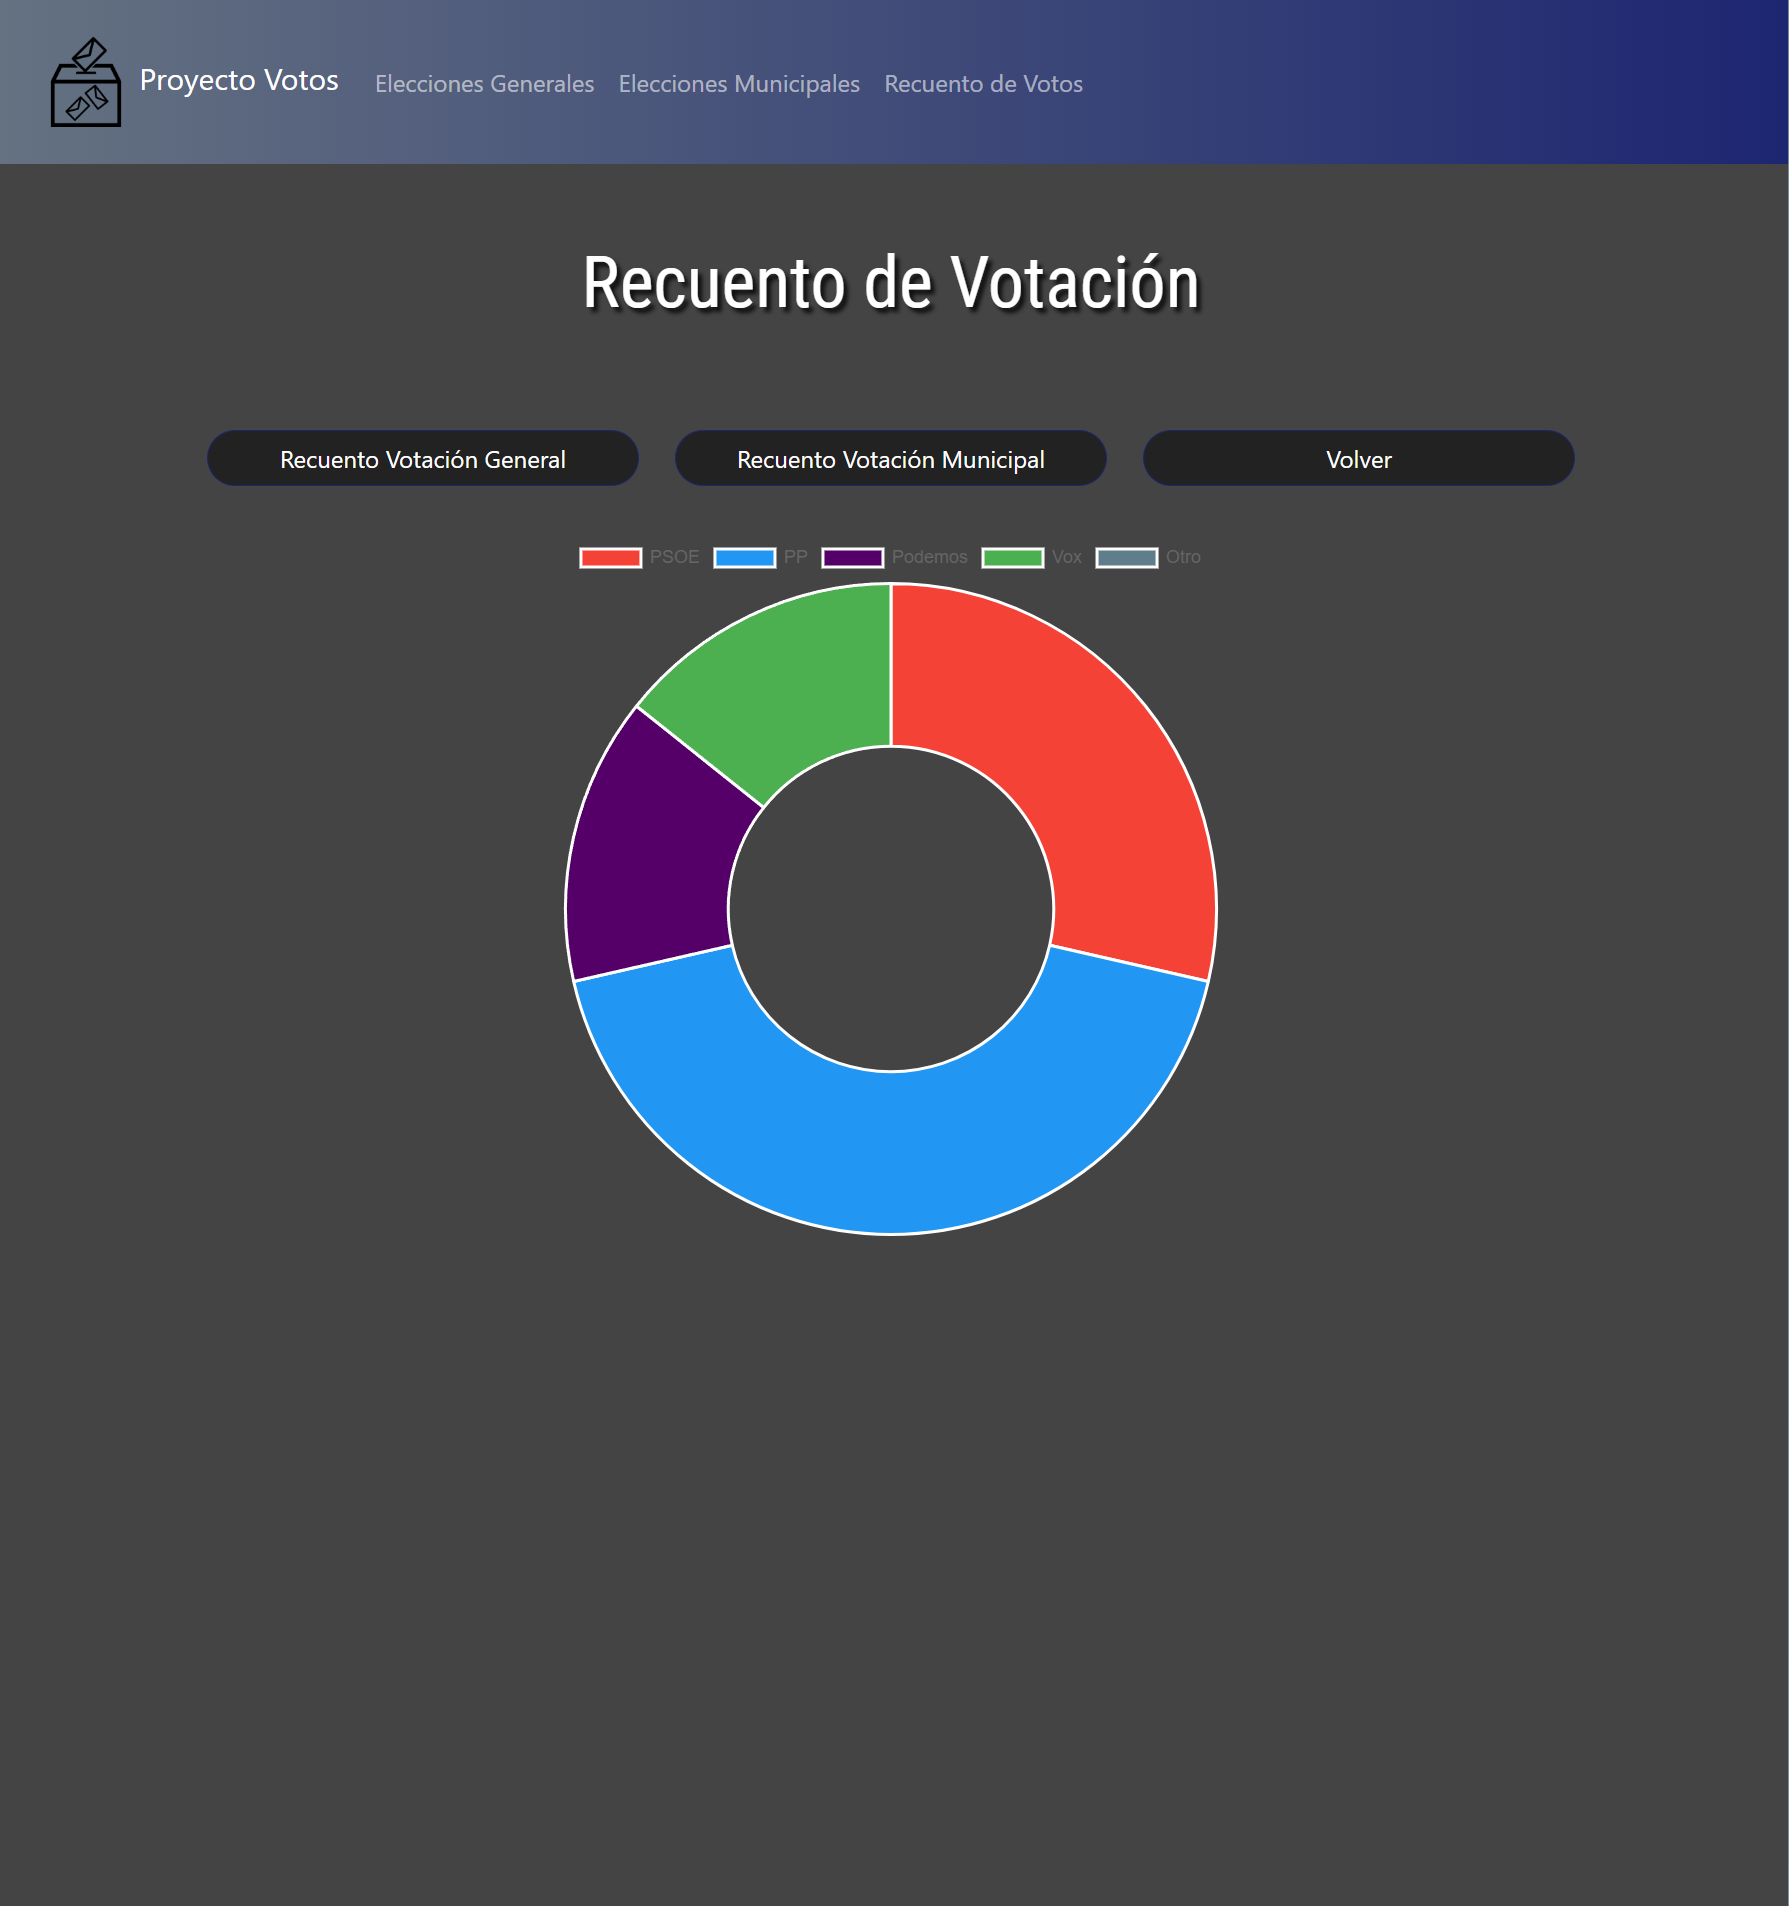 Proyecto Votos Elecciones Generales Elecciones Municipales Recuento de Votos
Recuento de Votación
Recuento Votación General Recuento Votación Municipal Volver
PSOE PP Podemos Vox Otro